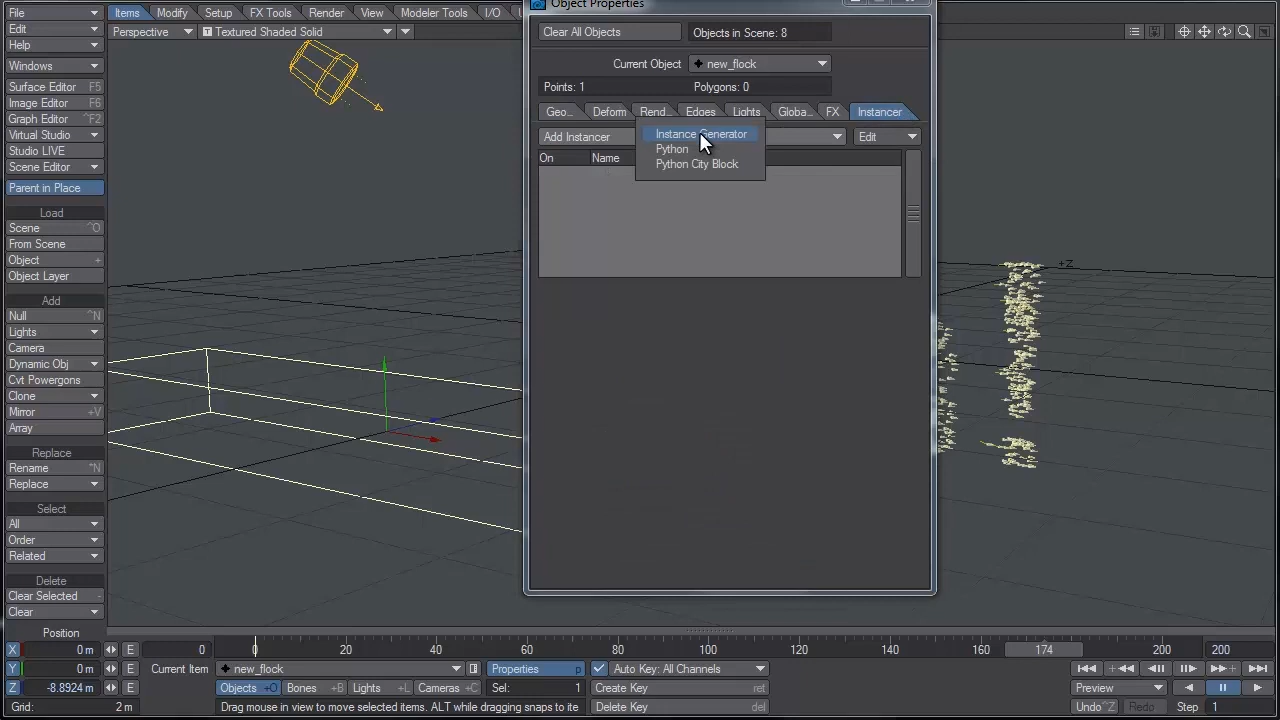 Object Properties
File
Items
Modify
Setup
FX Tools
Render
View
Modeler Tools
I/O
Edit
Perspective
Textured Shaded Solid
Help
Windows
Surface Editor F5
Image Editor F6
Graph Editor ^F2
Virtual Studio
Studio LIVE
Scene Editor
Parent in Place
Load
Scene ^O
From Scene
Object +
Object Layer
Add
Null ^N
Lights
Camera
Dynamic Obj
Cvt Powergons
Clone
Mirror +V
Array
Replace
Rename
Replace
Select
All
Order
Related
Delete
Clear Selected -
Clear
Clear All Objects
Objects in Scene: 8
Current Object
new_flock
Points: 1
Polygons: 0
Geo...
Deform
Rend...
Edges
Lights
Globa...
FX
Instancer
Add Instancer
Edit
On
Name
Instance Generator
Python
Python City Block
+Z
Position
X 0 m E
Y 0 m E
Z -8.8924 m E
Grid: 2 m
0
0 20 40 60 80 100 120 140 160 174 200
200
Current Item
new_flock
Properties p
Auto Key: All Channels
Objects +O
Bones +B
Lights +L
Cameras +C
Sel: 1
Create Key ret
Delete Key del
Drag mouse in view to move selected items. ALT while dragging snaps to ite
Preview
Undo ^Z
Redo
Step 1